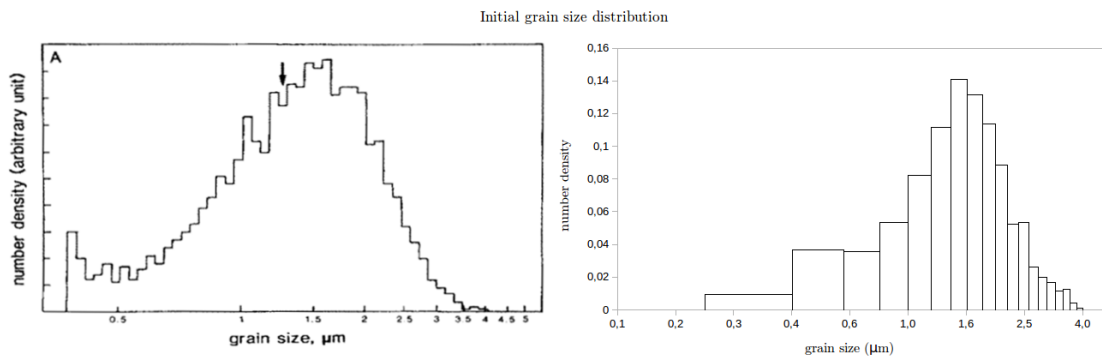 Initial grain size distribution
A
number density (arbitrary unit)
0.5 1 1.5 2 2.5 3 3.5 4 4.5 5
grain size, μm
0,16
0,14
0,12
0,1
0,08
0,06
0,04
0,02
0
number density
0,1 0,2 0,3 0,4 0,6 1,0 1,6 2,5 4,0
grain size (μm)